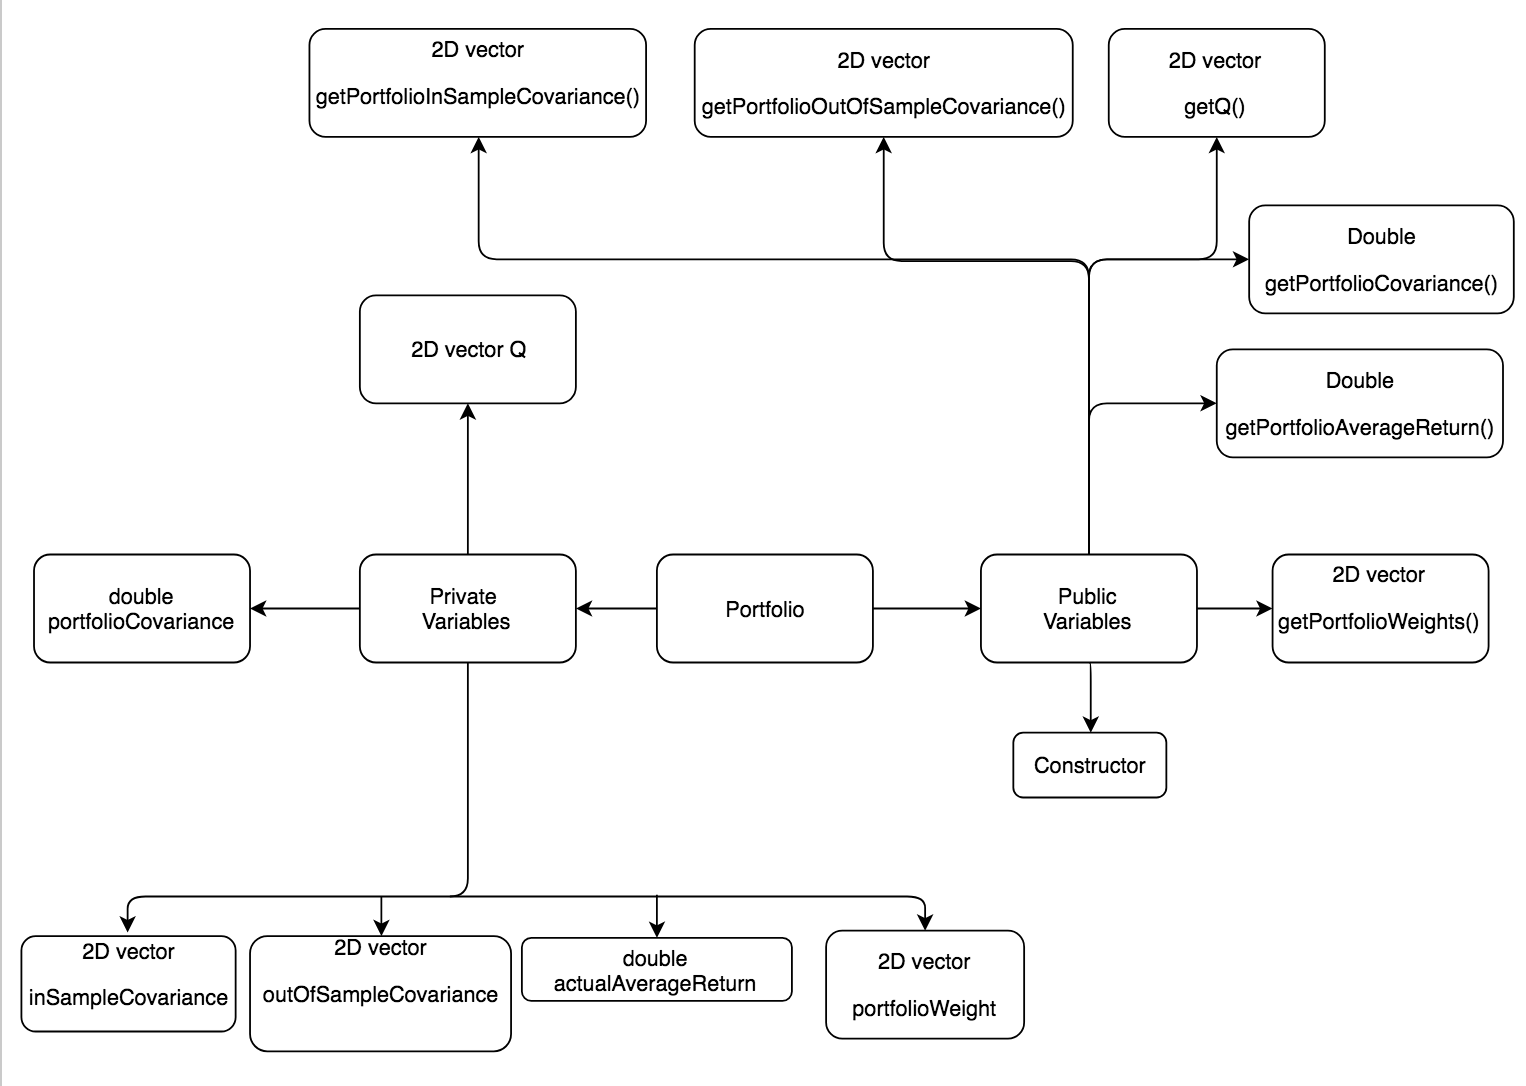 2D vector
getPortfolioInSampleCovariance()
2D vector
getPortfolioOutOfSampleCovariance()
2D vector
getQ()
Double
getPortfolioCovariance()
2D vector Q
Double
getPortfolioAverageReturn()
double
portfolioCovariance
Private
Variables
Portfolio
Public
Variables
2D vector
getPortfolioWeights()
Constructor
2D vector
inSampleCovariance
2D vector
outOfSampleCovariance
double
actualAverageReturn
2D vector
portfolioWeight